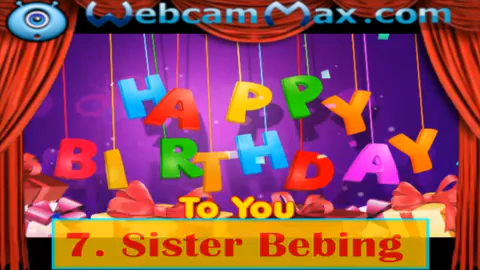 WebcamMax.com
HAPPY
BIRTHDAY
To You
7. Sister Bebing